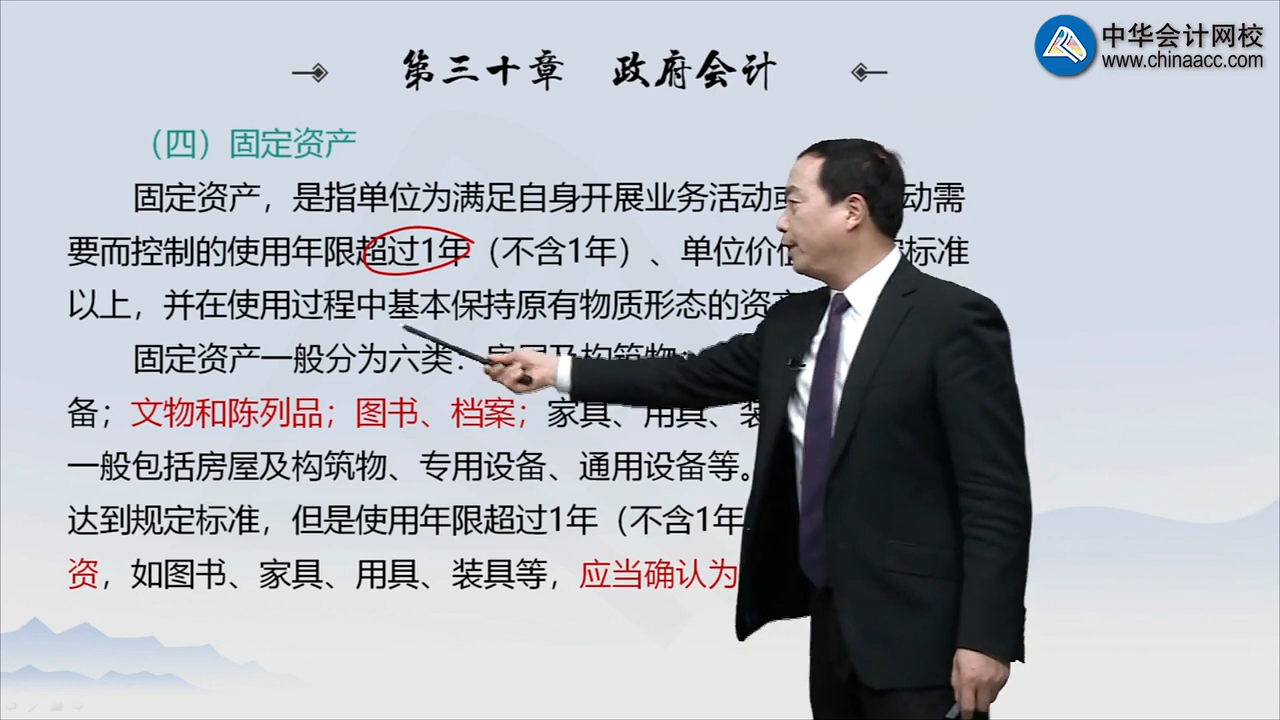 中华会计网校
www.chinaacc.com
第三十章 政府会计
（四）固定资产
固定资产，是指单位为满足自身开展业务活动或 动需
要而控制的使用年限超过1年（不含1年）、单位价 标准
以上，并在使用过程中基本保持原有物质形态的资
固定资产一般分为六类：房屋及构筑物；
备；文物和陈列品；图书、档案；家具、用具、
一般包括房屋及构筑物、专用设备、通用设备等。
达到规定标准，但是使用年限超过1年（不含1年
资，如图书、家具、用具、装具等，应当确认为